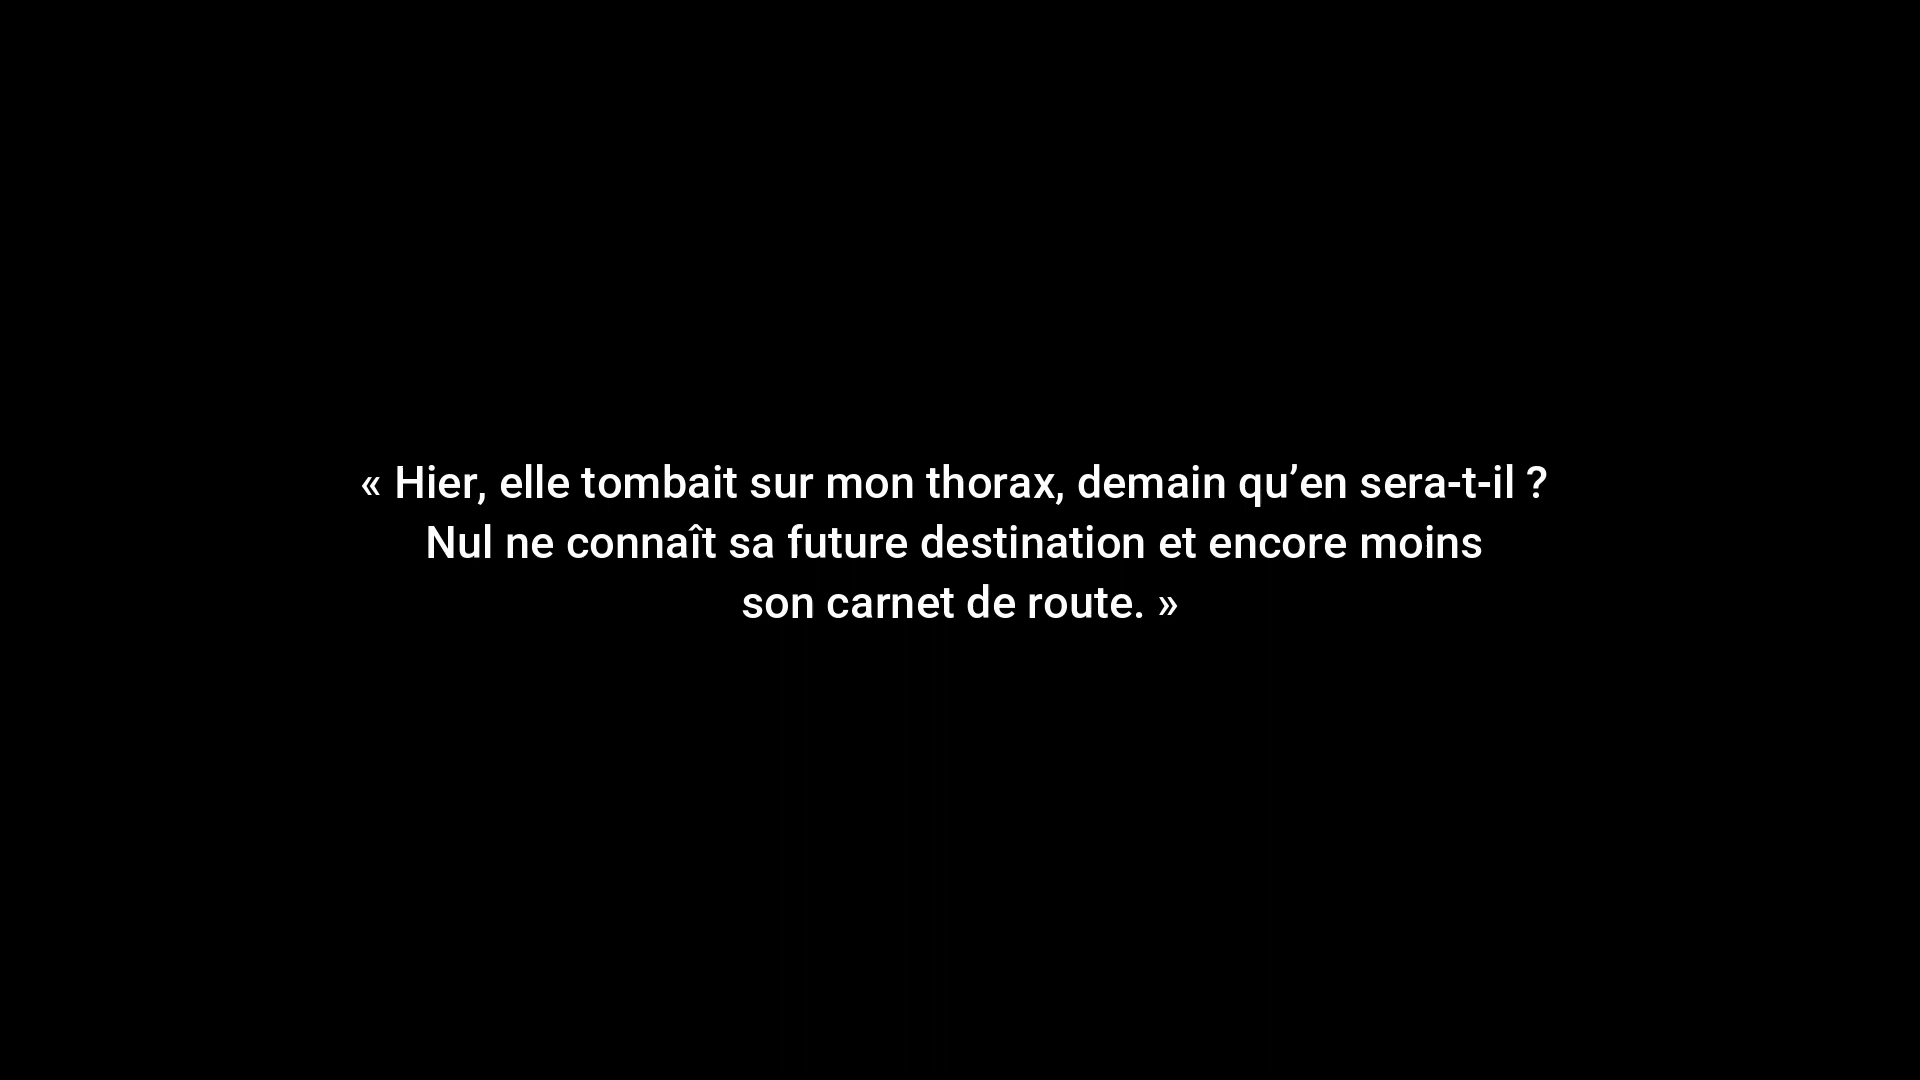 « Hier, elle tombait sur mon thorax, demain qu’en sera-t-il ?
Nul ne connaît sa future destination et encore moins
son carnet de route. »